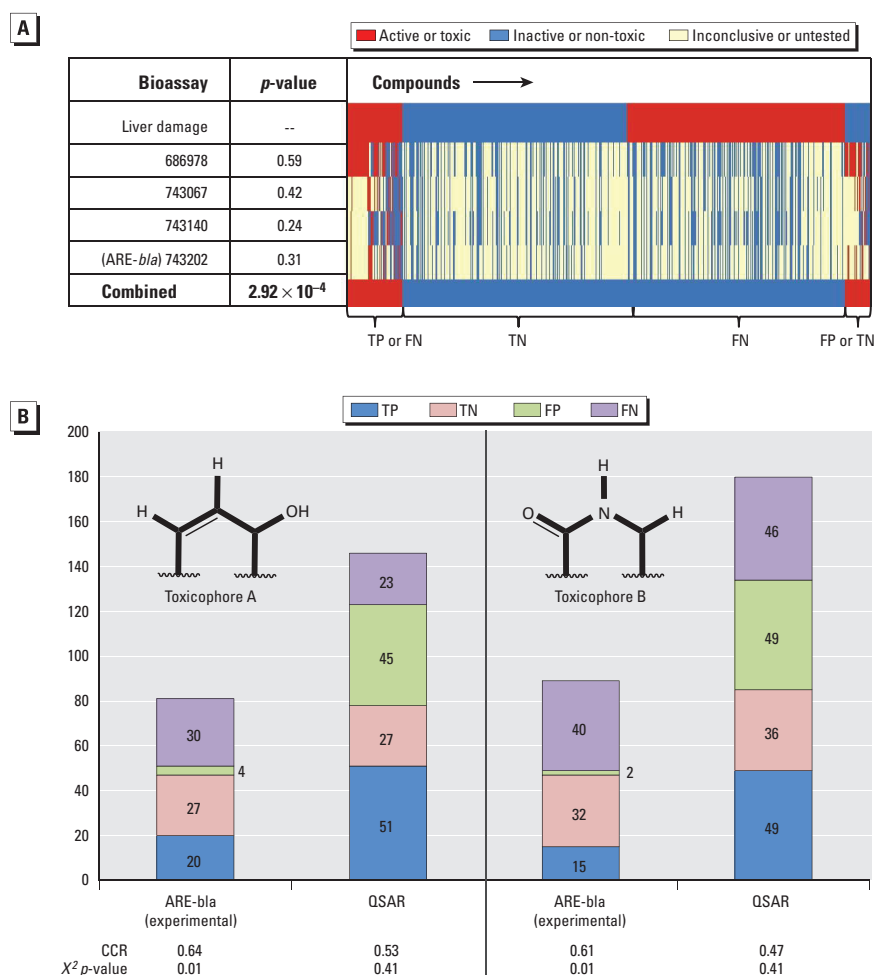 A
Active or toxic Inactive or non-toxic Inconclusive or untested
Bioassay p-value Compounds
Liver damage --
686978 0.59
743067 0.42
743140 0.24
(ARE-bla) 743202 0.31
Combined 2.92 × 10⁻⁴
TP or FN TN FN FP or TN
B
TP TN FP FN
200
180
160
140
120
100
80
60
40
20
0
H
H OH
Toxicophore A
H
O N H
Toxicophore B
30
4
27
20
23
45
27
51
40
2
32
15
46
49
36
49
ARE-bla QSAR ARE-bla QSAR
(experimental) (experimental)
CCR 0.64 0.53 0.61 0.47
X² p-value 0.01 0.41 0.01 0.41